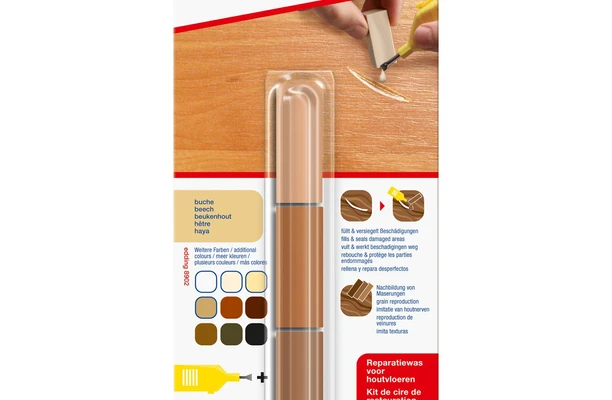 buche
beech
beukenhout
hêtre
haya
Weitere Farben / additional
colours / meer kleuren /
plusieurs couleurs / más colores
edding 8902
füllt & versiegelt Beschädigungen
fills & seals damaged areas
vult & werkt beschadigingen weg
rebouche & protège les parties
endommagés
rellena y repara desperfectos
Nachbildung von
Maserungen
grain reproduction
imitatie van houtnerven
reproduction de
veinures
imita texturas
Reparatiewas
voor
houtvloeren
Kit de cire de
restauration